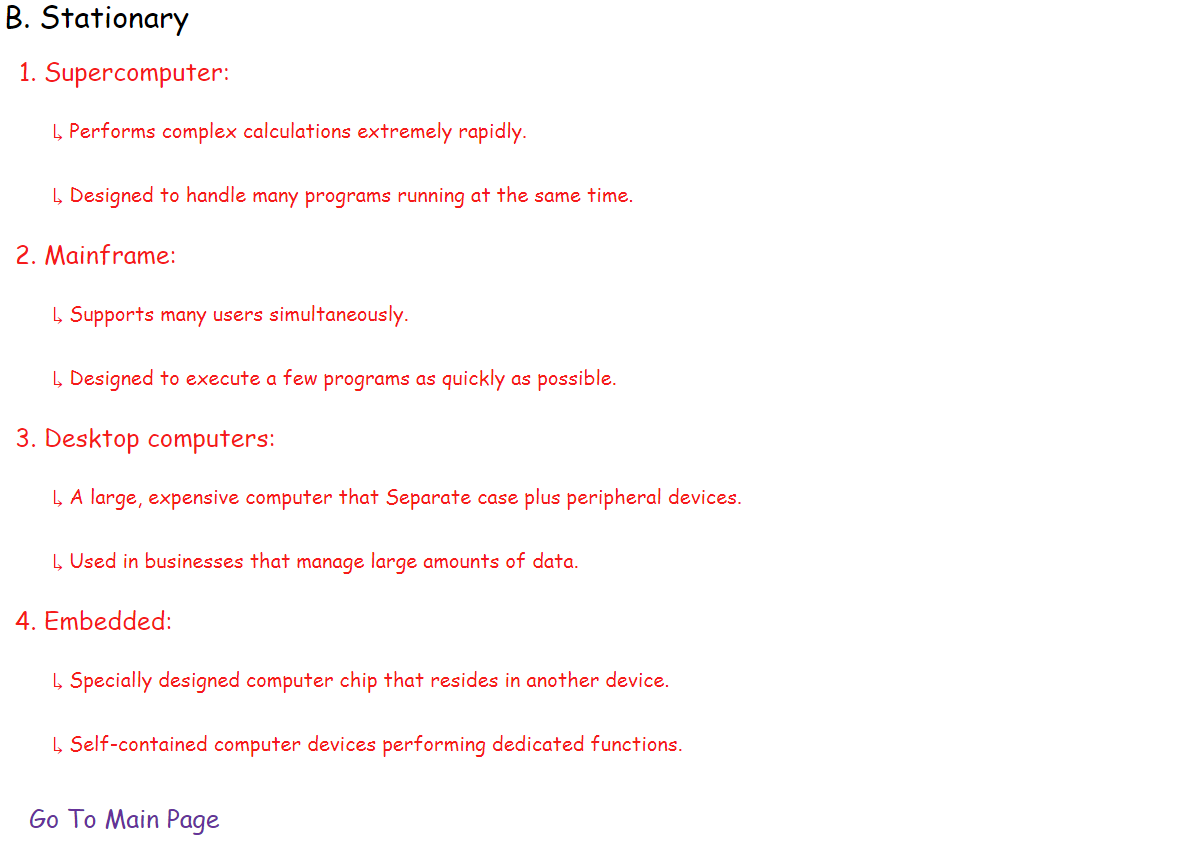 B. Stationary
1. Supercomputer:
↳ Performs complex calculations extremely rapidly.
↳ Designed to handle many programs running at the same time.
2. Mainframe:
↳ Supports many users simultaneously.
↳ Designed to execute a few programs as quickly as possible.
3. Desktop computers:
↳ A large, expensive computer that Separate case plus peripheral devices.
↳ Used in businesses that manage large amounts of data.
4. Embedded:
↳ Specially designed computer chip that resides in another device.
↳ Self-contained computer devices performing dedicated functions.
Go To Main Page